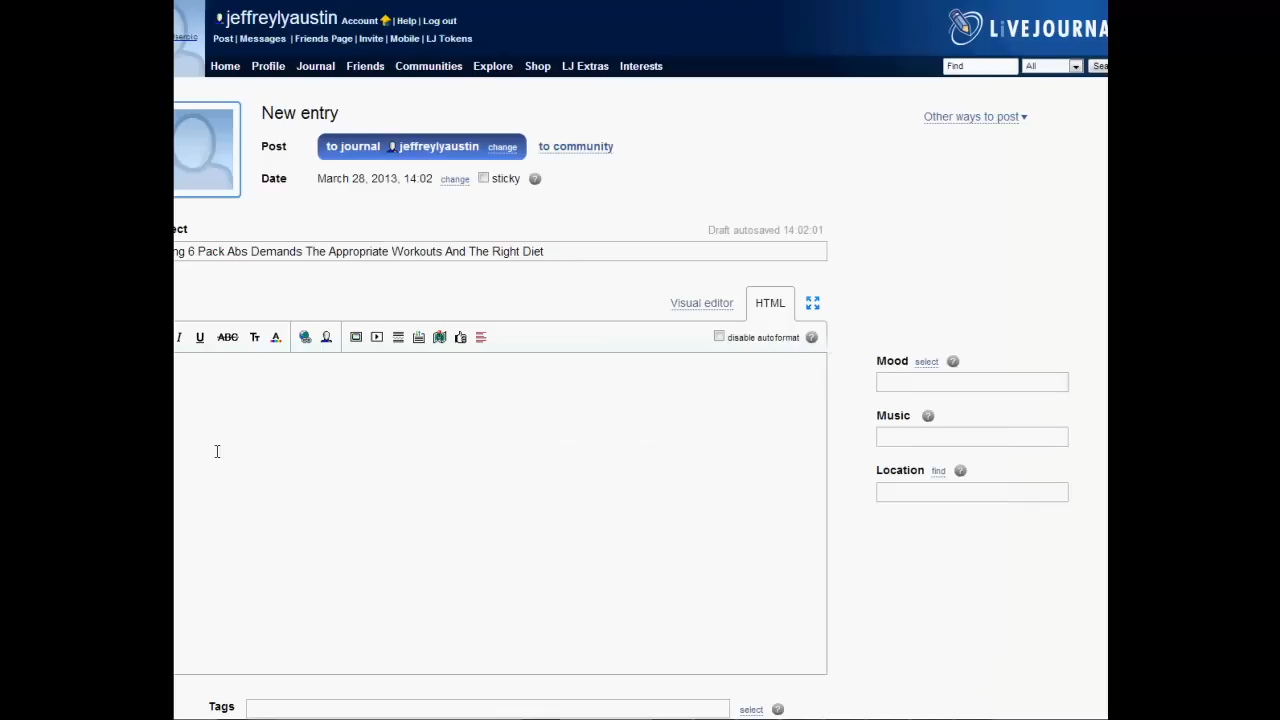 jeffreylyaustin Account | Help | Log out
Post | Messages | Friends Page | Invite | Mobile | LJ Tokens
LiVEJOURNA
Home Profile Journal Friends Communities Explore Shop LJ Extras Interests
Find All Sea
New entry
Other ways to post
Post to journal jeffreylyaustin change to community
Date March 28, 2013, 14:02 change sticky ?
ect
Draft autosaved 14:02:01
ng 6 Pack Abs Demands The Appropriate Workouts And The Right Diet
Visual editor HTML
I U ABC Tт A disable autoformat ?
Mood select ?
Music ?
Location find ?
Tags select ?